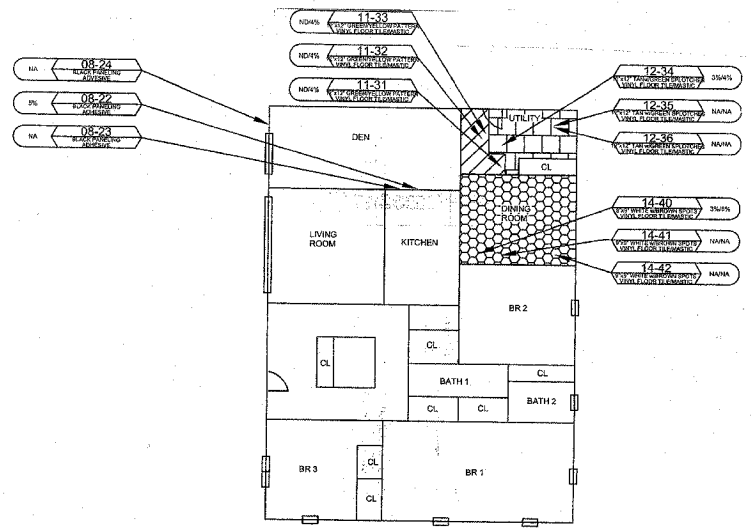 NA 08-24
BLACK PANELING
ADHESIVE
5% 08-22
BLACK PANELING
ADHESIVE
NA 08-23
BLACK PANELING
ADHESIVE
ND/4% 11-33
GREEN/YELLOW PATTERN
VINYL FLOOR TILE/MASTIC
ND/4% 11-32
GREEN/YELLOW PATTERN
VINYL FLOOR TILE/MASTIC
ND/4% 11-31
GREEN/YELLOW PATTERN
VINYL FLOOR TILE/MASTIC
12-34 3%/4%
TAN w/GREEN SPLOTCHES
VINYL FLOOR TILE/MASTIC
12-35 NA/NA
TAN w/GREEN SPLOTCHES
VINYL FLOOR TILE/MASTIC
12-36 NA/NA
TAN w/GREEN SPLOTCHES
VINYL FLOOR TILE/MASTIC
14-40
WHITE w/BROWN SPOTS
VINYL FLOOR TILE/MASTIC
14-41 NA/NA
WHITE w/BROWN SPOTS
VINYL FLOOR TILE/MASTIC
14-42 NA/NA
WHITE w/BROWN SPOTS
VINYL FLOOR TILE/MASTIC
UTILITY
DEN
CL
DINING
ROOM
LIVING
ROOM
KITCHEN
BR 2
CL
CL
BATH 1
CL
BATH 2
CL
CL
BR 3
CL
BR 1
CL